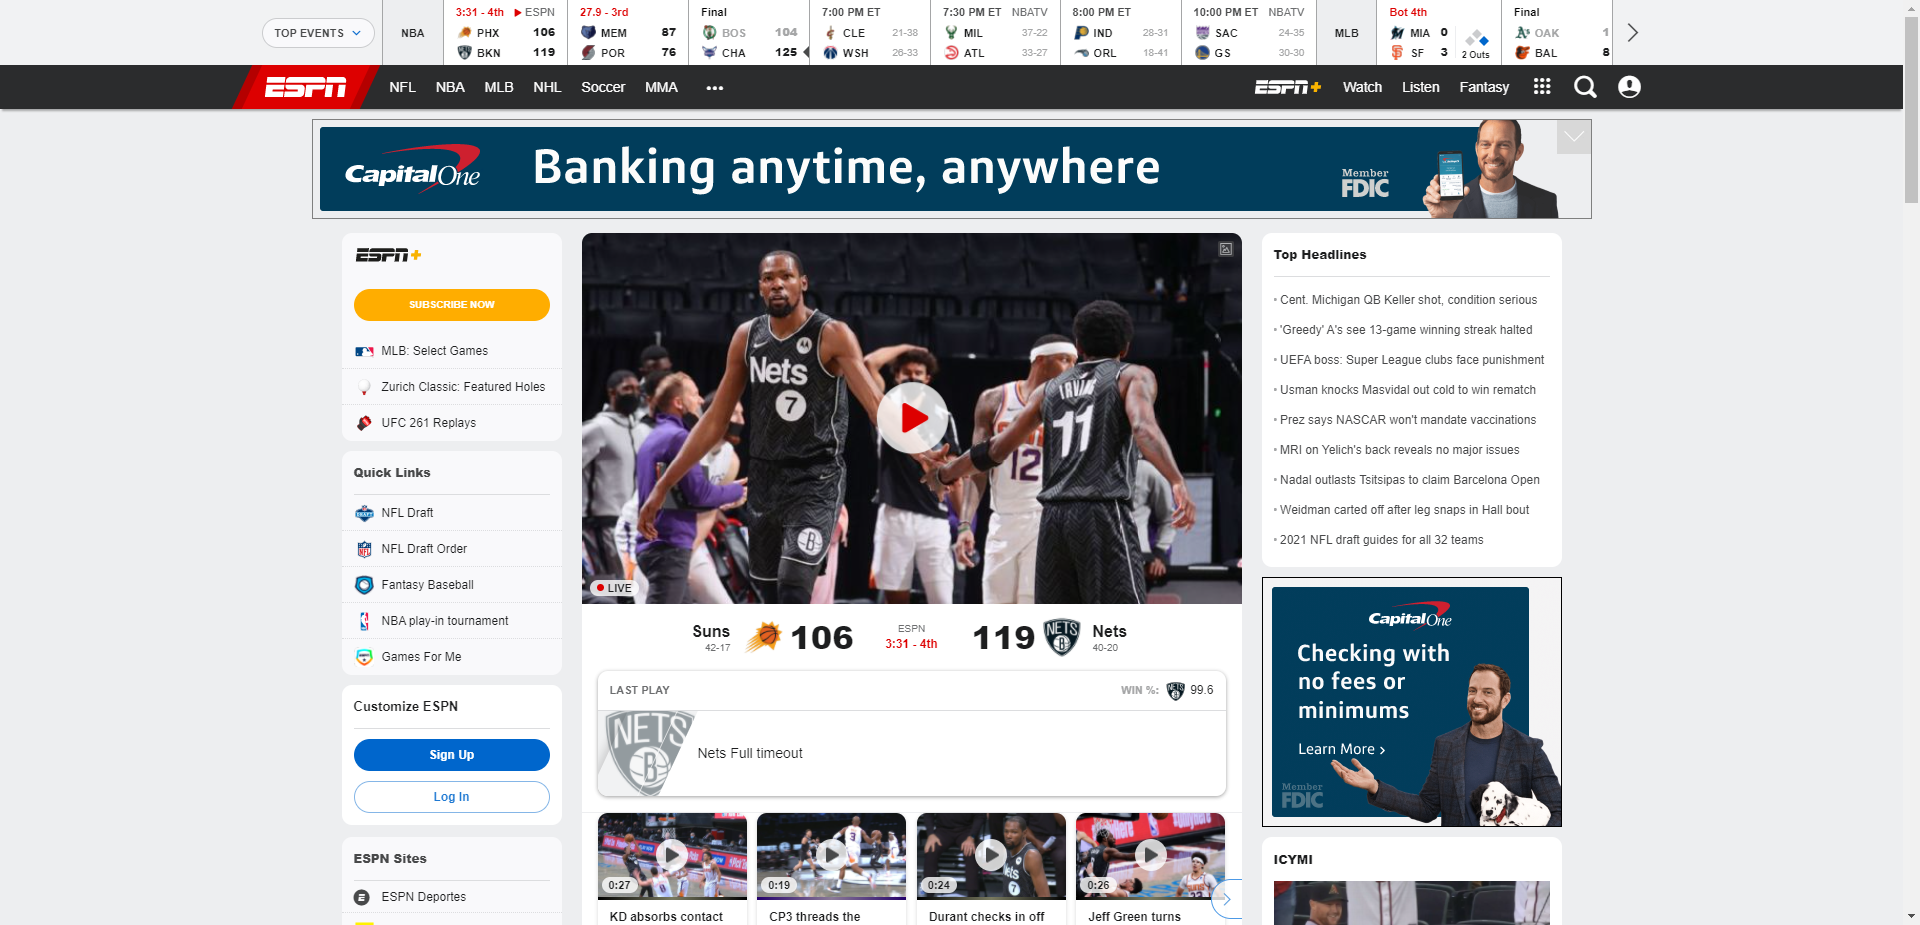 TOP EVENTS
NBA
3:31 - 4th ESPN
PHX 106
BKN 119
27.9 - 3rd
MEM 87
POR 76
Final
BOS 104
CHA 125
7:00 PM ET
CLE 21-38
WSH 26-33
7:30 PM ET NBATV
MIL 37-22
ATL 33-27
8:00 PM ET
IND 28-31
ORL 18-41
10:00 PM ET NBATV
SAC 24-35
GS 30-30
MLB
Bot 4th
MIA 0
SF 3
2 Outs
Final
OAK 1
BAL 8
ESPN NFL NBA MLB NHL Soccer MMA
ESPN+ Watch Listen Fantasy
Capital One Banking anytime, anywhere
Member
FDIC
ESPN+
SUBSCRIBE NOW
MLB: Select Games
Zurich Classic: Featured Holes
UFC 261 Replays
Quick Links
NFL Draft
NFL Draft Order
Fantasy Baseball
NBA play-in tournament
Games For Me
Customize ESPN
Sign Up
Log In
ESPN Sites
ESPN Deportes
Nets
7
IRVING
11
12
LIVE
Suns 106
42-17
ESPN
3:31 - 4th
119 NETS B Nets
40-20
LAST PLAY
WIN %: 99.6
NETS
B
Nets Full timeout
0:27
KD absorbs contact
0:19
CP3 threads the
0:24
Durant checks in off
0:26
Jeff Green turns
Top Headlines
Cent. Michigan QB Keller shot, condition serious
'Greedy' A's see 13-game winning streak halted
UEFA boss: Super League clubs face punishment
Usman knocks Masvidal out cold to win rematch
Prez says NASCAR won't mandate vaccinations
MRI on Yelich's back reveals no major issues
Nadal outlasts Tsitsipas to claim Barcelona Open
Weidman carted off after leg snaps in Hall bout
2021 NFL draft guides for all 32 teams
Capital One
Checking with
no fees or
minimums
Learn More >
Member
FDIC
ICYMI